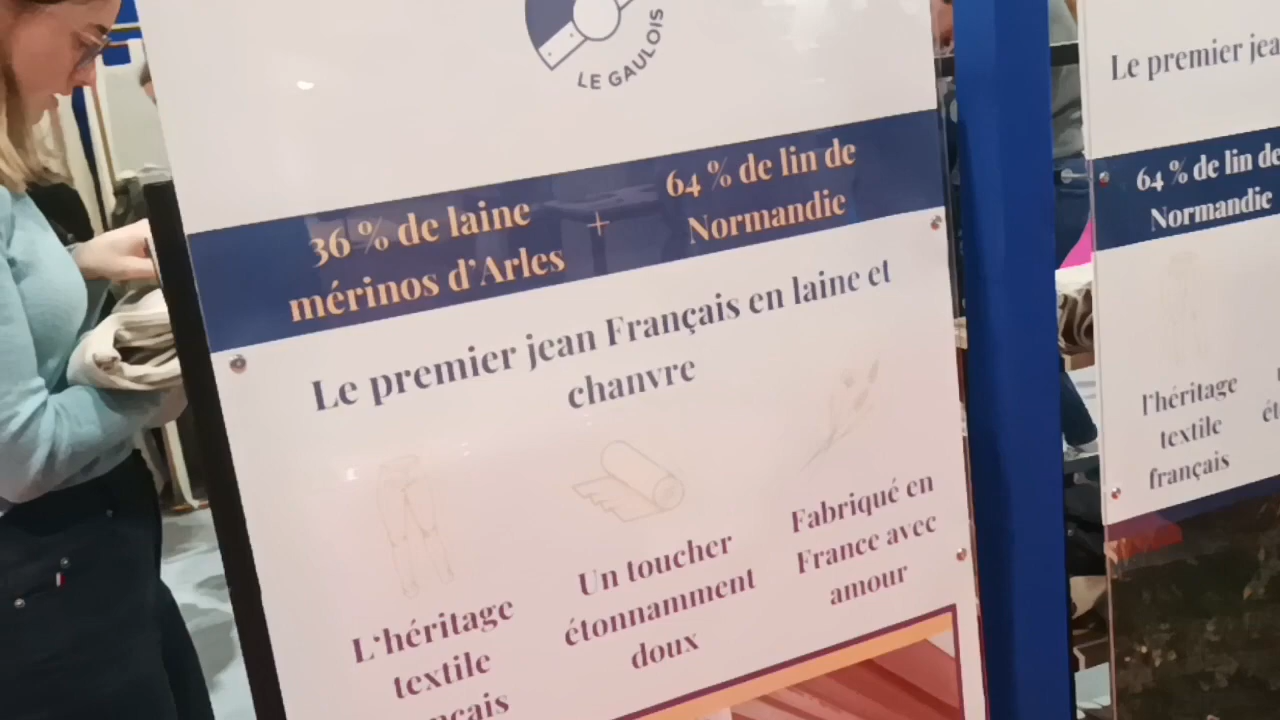 LE GAULOIS
36 % de laine
mérinos d'Arles
+
64 % de lin de
Normandie
Le premier jean Français en laine et
chanvre
L'héritage
textile
Un toucher
étonnamment
doux
Fabriqué en
France avec
amour
Le premier
64 % de lin de
Normandie
l'héritage
textile
français